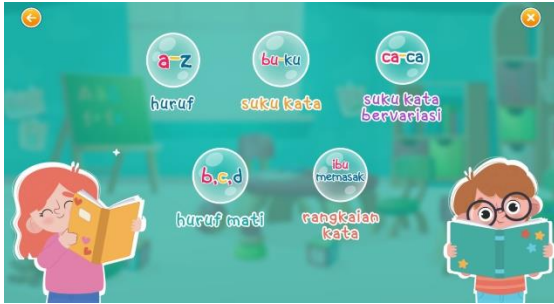 a-z
huruf
bu-ku
suku kata
ca-ca
suku kata
bervariasi
b,c,d
huruf mati
ibu
memasak
rangkaian
kata